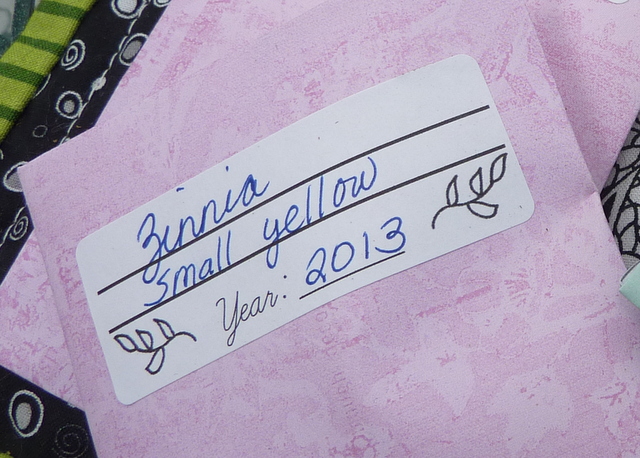 Zinnia
small yellow
Year: 2013